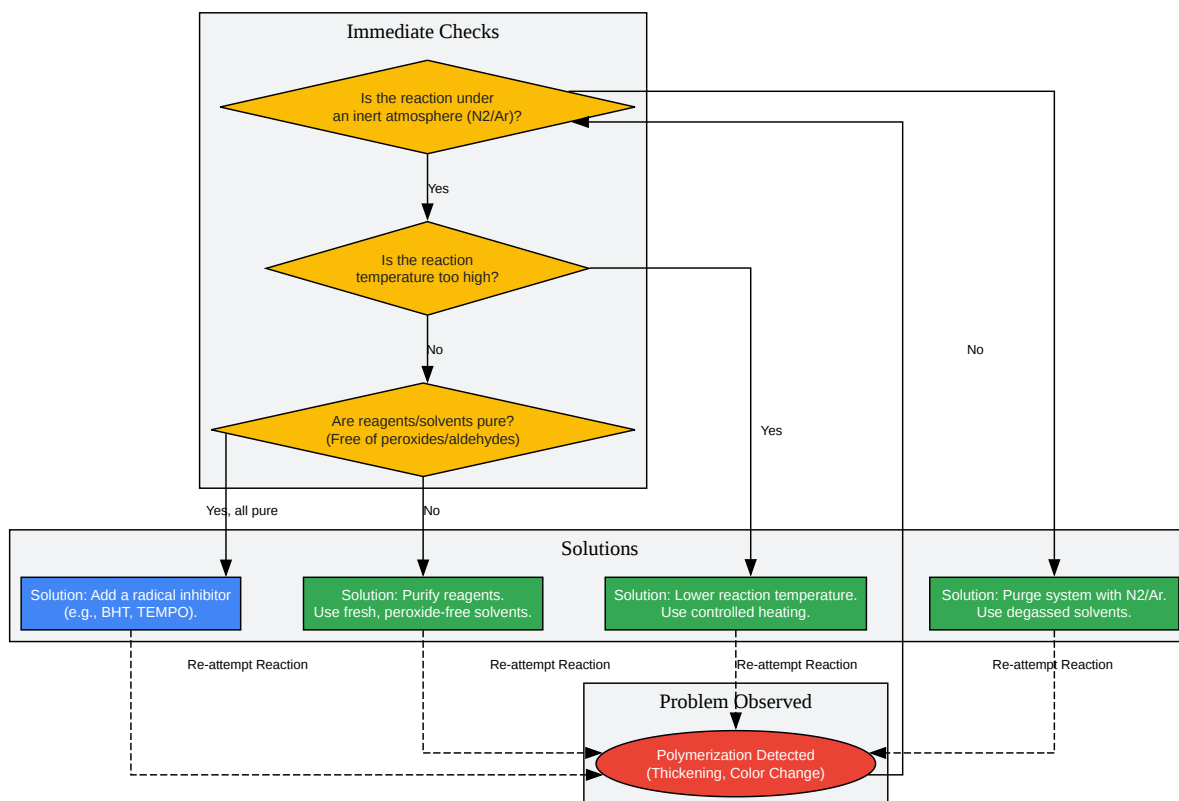 Immediate Checks
Is the reaction under
an inert atmosphere (N2/Ar)?
Yes
Is the reaction
temperature too high?
No
No
Are reagents/solvents pure?
(Free of peroxides/aldehydes)
Yes
Yes, all pure
No
Solutions
Solution: Add a radical inhibitor
(e.g., BHT, TEMPO).
Solution: Purify reagents.
Use fresh, peroxide-free solvents.
Solution: Lower reaction temperature.
Use controlled heating.
Solution: Purge system with N2/Ar.
Use degassed solvents.
Re-attempt Reaction
Re-attempt Reaction
Re-attempt Reaction
Re-attempt Reaction
Problem Observed
Polymerization Detected
(Thickening, Color Change)